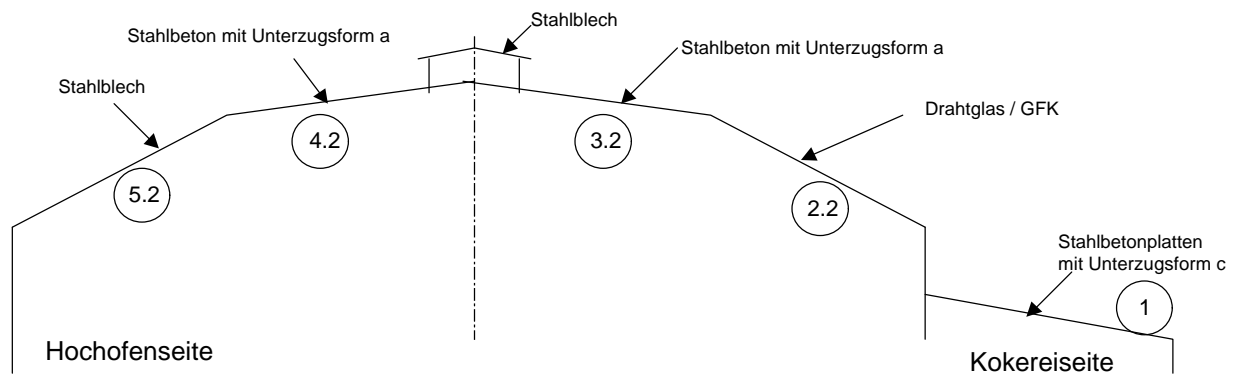 Stahlblech
Stahlbeton mit Unterzugsform a
Stahlbeton mit Unterzugsform a
Stahlblech
Drahtglas / GFK
4.2
3.2
5.2
2.2
Stahlbetonplatten
mit Unterzugsform c
1
Hochofenseite
Kokereiseite